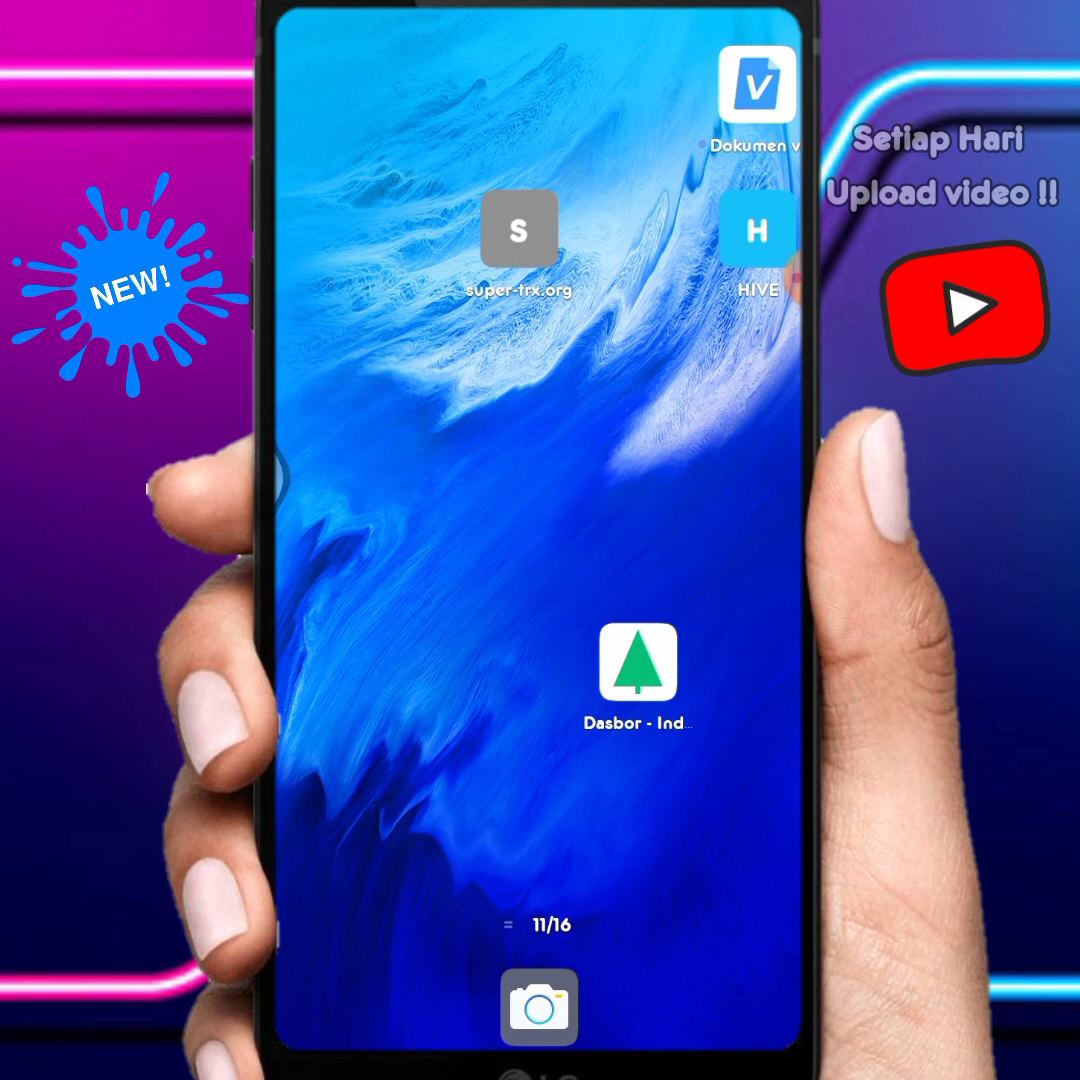 V
Dokumen v
Setiap Hari
Upload video !!
NEW!
S
H
super-trx.org
HIVE
Dasbor - Ind...
= 11/16